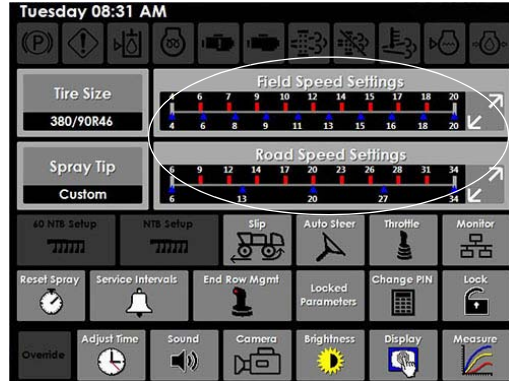 Tuesday 08:31 AM
(P)
Tire Size
380/90R46
Field Speed Settings
4 6 7 9 10 12 14 15 17 18 20
4 6 8 9 11 13 15 16 18 20
Spray Tip
Custom
Road Speed Settings
6 9 12 14 17 20 23 26 28 31 34
6 13 20 27 34
60 NTB Setup
NTB Setup
Slip
Auto Steer
Throttle
Monitor
Reset Spray
Service Intervals
End Row Mgmt
Locked
Parameters
Change PIN
Lock
Override
Adjust Time
Sound
Camera
Brightness
Display
Measure